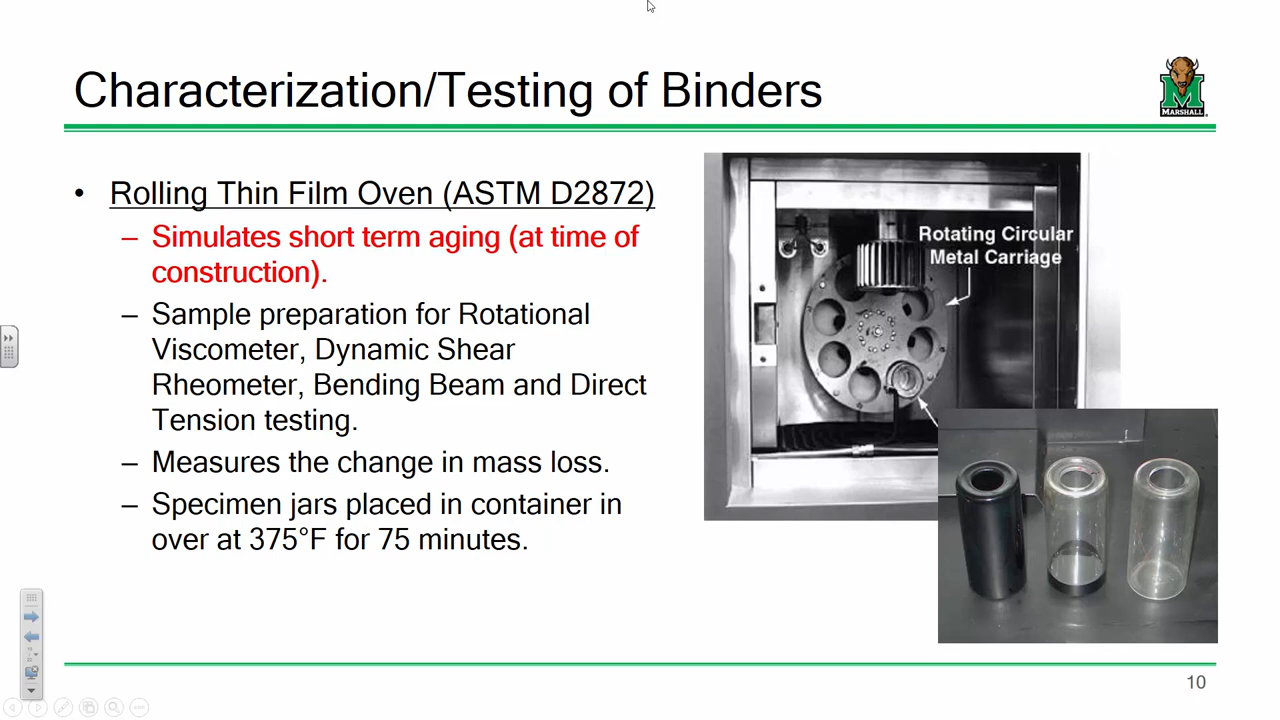 Characterization/Testing of Binders
MARSHALL
• Rolling Thin Film Oven (ASTM D2872)
– Simulates short term aging (at time of
construction).
– Sample preparation for Rotational
Viscometer, Dynamic Shear
Rheometer, Bending Beam and Direct
Tension testing.
– Measures the change in mass loss.
– Specimen jars placed in container in
over at 375°F for 75 minutes.
Rotating Circular
Metal Carriage
10